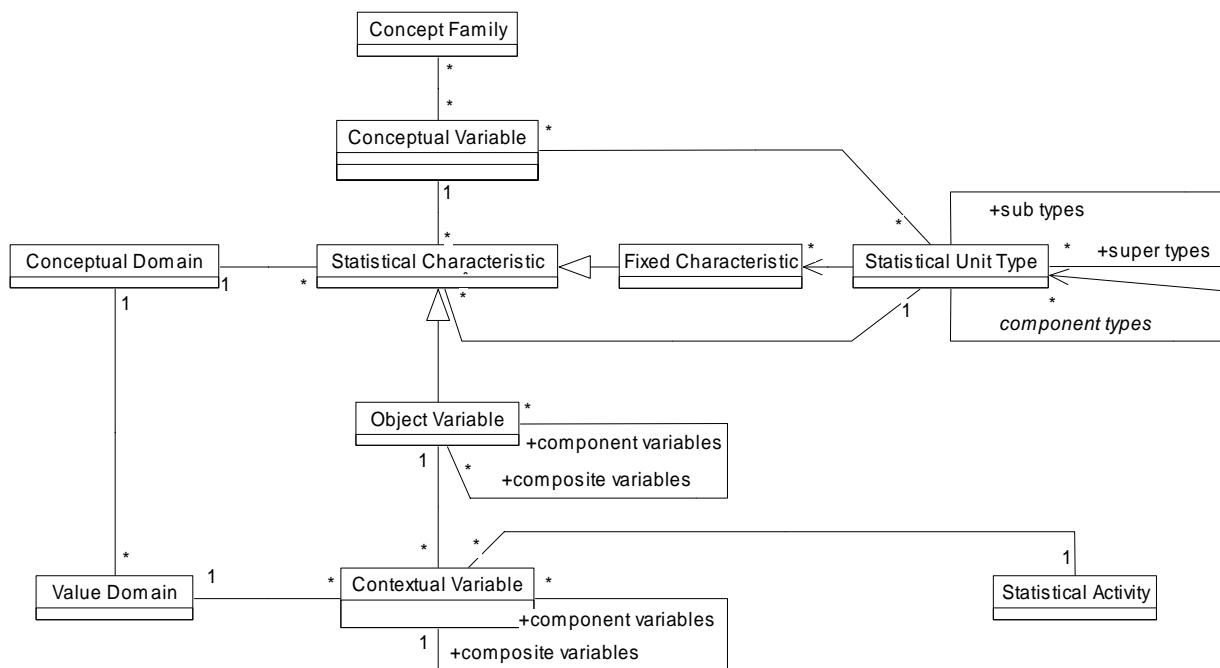 Concept Family
*
*
Conceptual Variable
*
1
*
+sub types
*
*
+super types
Conceptual Domain
Statistical Characteristic
Fixed Characteristic
*
Statistical Unit Type
1
*
*
1
*
component types
1
Object Variable
*
+component variables
1
*
+composite variables
*
*
*
1
Value Domain
1
*
Contextual Variable
*
Statistical Activity
+component variables
1
+composite variables